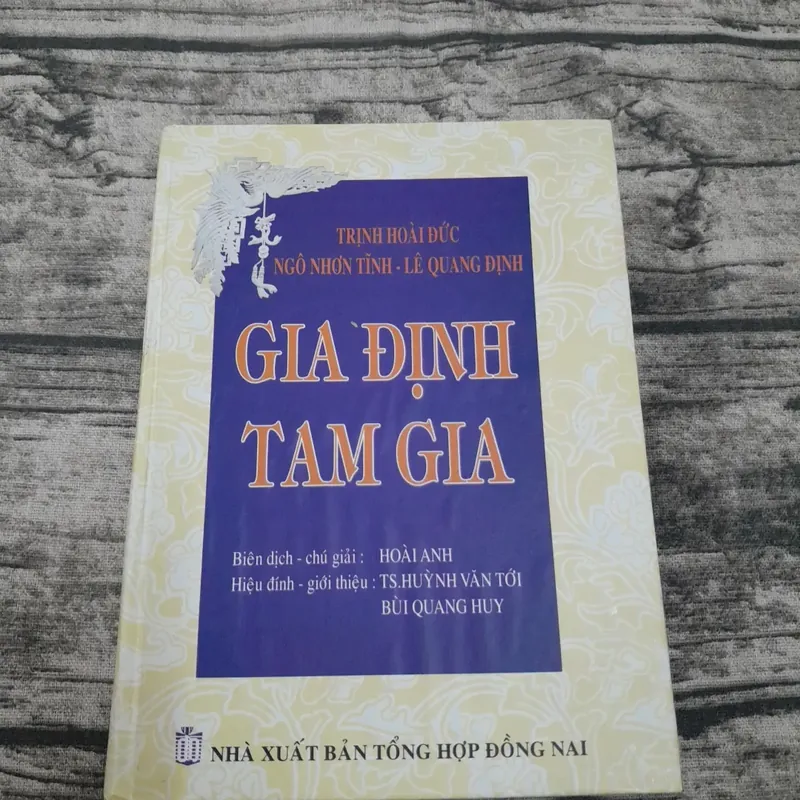 TRỊNH HOÀI ĐỨC
NGÔ NHƠN TĨNH - LÊ QUANG ĐỊNH
GIA ĐỊNH
TAM GIA
Biên dịch - chú giải : HOÀI ANH
Hiệu đính - giới thiệu : TS.HUỲNH VĂN TỚI
BÙI QUANG HUY
NHÀ XUẤT BẢN TỔNG HỢP ĐỒNG NAI